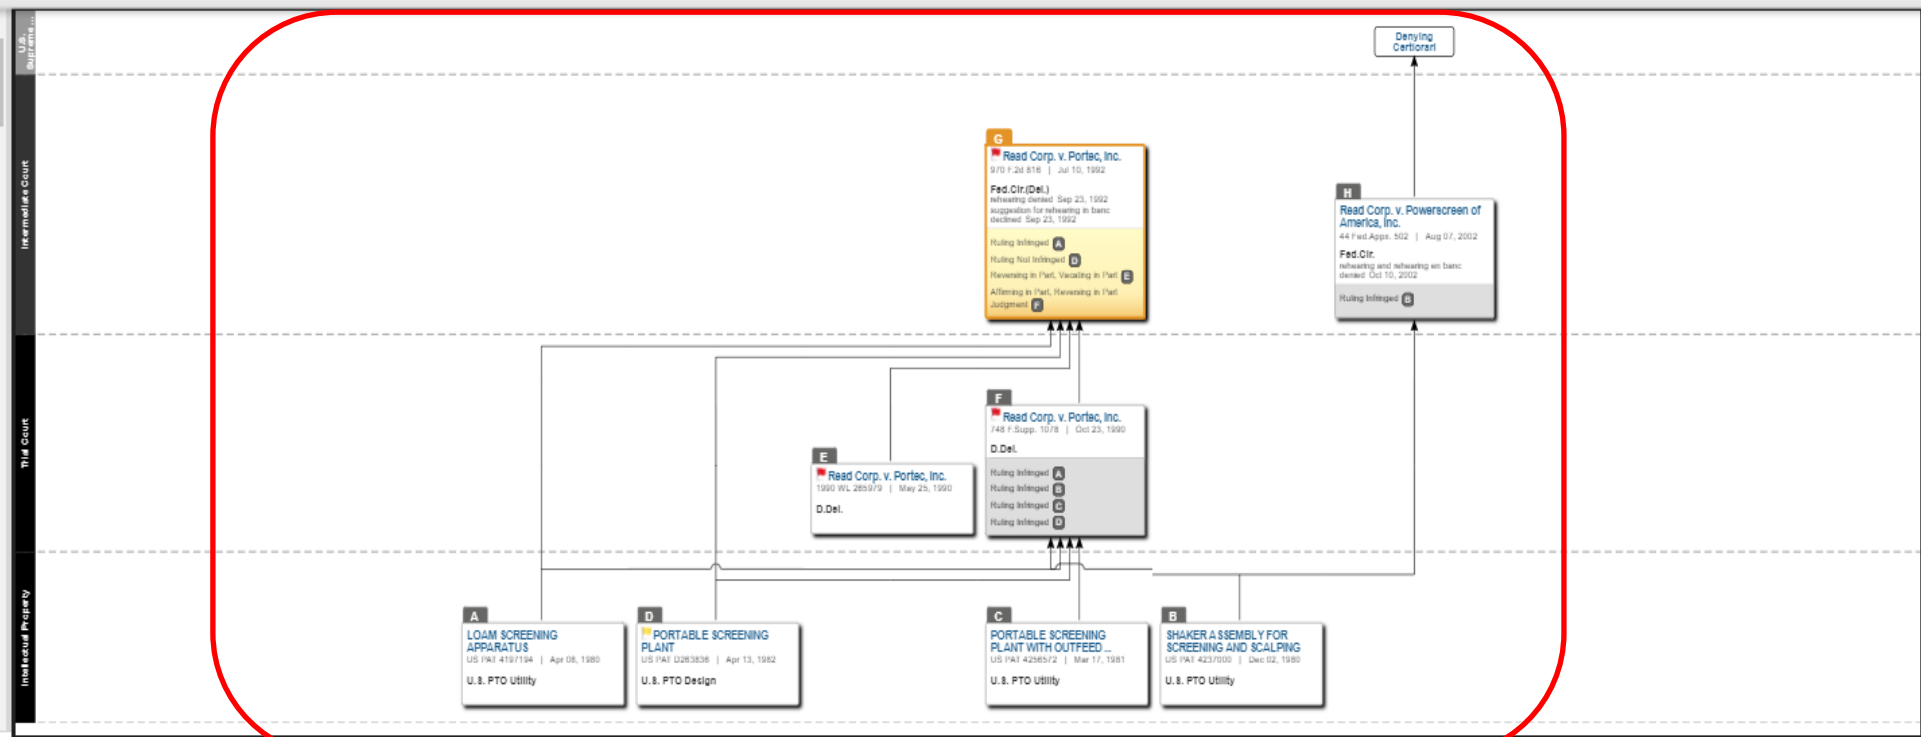 U.S.
Supreme ...
Denying
Certiorari
Intermediate Court
G
Read Corp. v. Portec, Inc.
970 F.2d 816 | Jul 10, 1992
Fed.Cir.(Del.)
rehearing denied Sep 23, 1992
suggestion for rehearing in banc
declined Sep 23, 1992
Ruling Infringed A
Ruling Not Infringed D
Reversing in Part, Vacating in Part E
Affirming in Part, Reversing in Part
Judgment F
H
Read Corp. v. Powerscreen of
America, Inc.
44 Fed.Appx. 502 | Aug 07, 2002
Fed.Cir.
rehearing and rehearing en banc
denied Oct 10, 2002
Ruling Infringed B
Trial Court
E
Read Corp. v. Portec, Inc.
1990 WL 265979 | May 25, 1990
D.Del.
F
Read Corp. v. Portec, Inc.
748 F.Supp. 1078 | Oct 23, 1990
D.Del.
Ruling Infringed A
Ruling Infringed B
Ruling Infringed C
Ruling Infringed D
Intellectual Property
A
LOAM SCREENING
APPARATUS
US PAT 4197194 | Apr 08, 1980
U.S. PTO Utility
D
PORTABLE SCREENING
PLANT
US PAT D263836 | Apr 13, 1982
U.S. PTO Design
C
PORTABLE SCREENING
PLANT WITH OUTFEED...
US PAT 4256572 | Mar 17, 1981
U.S. PTO Utility
B
SHAKER ASSEMBLY FOR
SCREENING AND SCALPING
US PAT 4237000 | Dec 02, 1980
U.S. PTO Utility